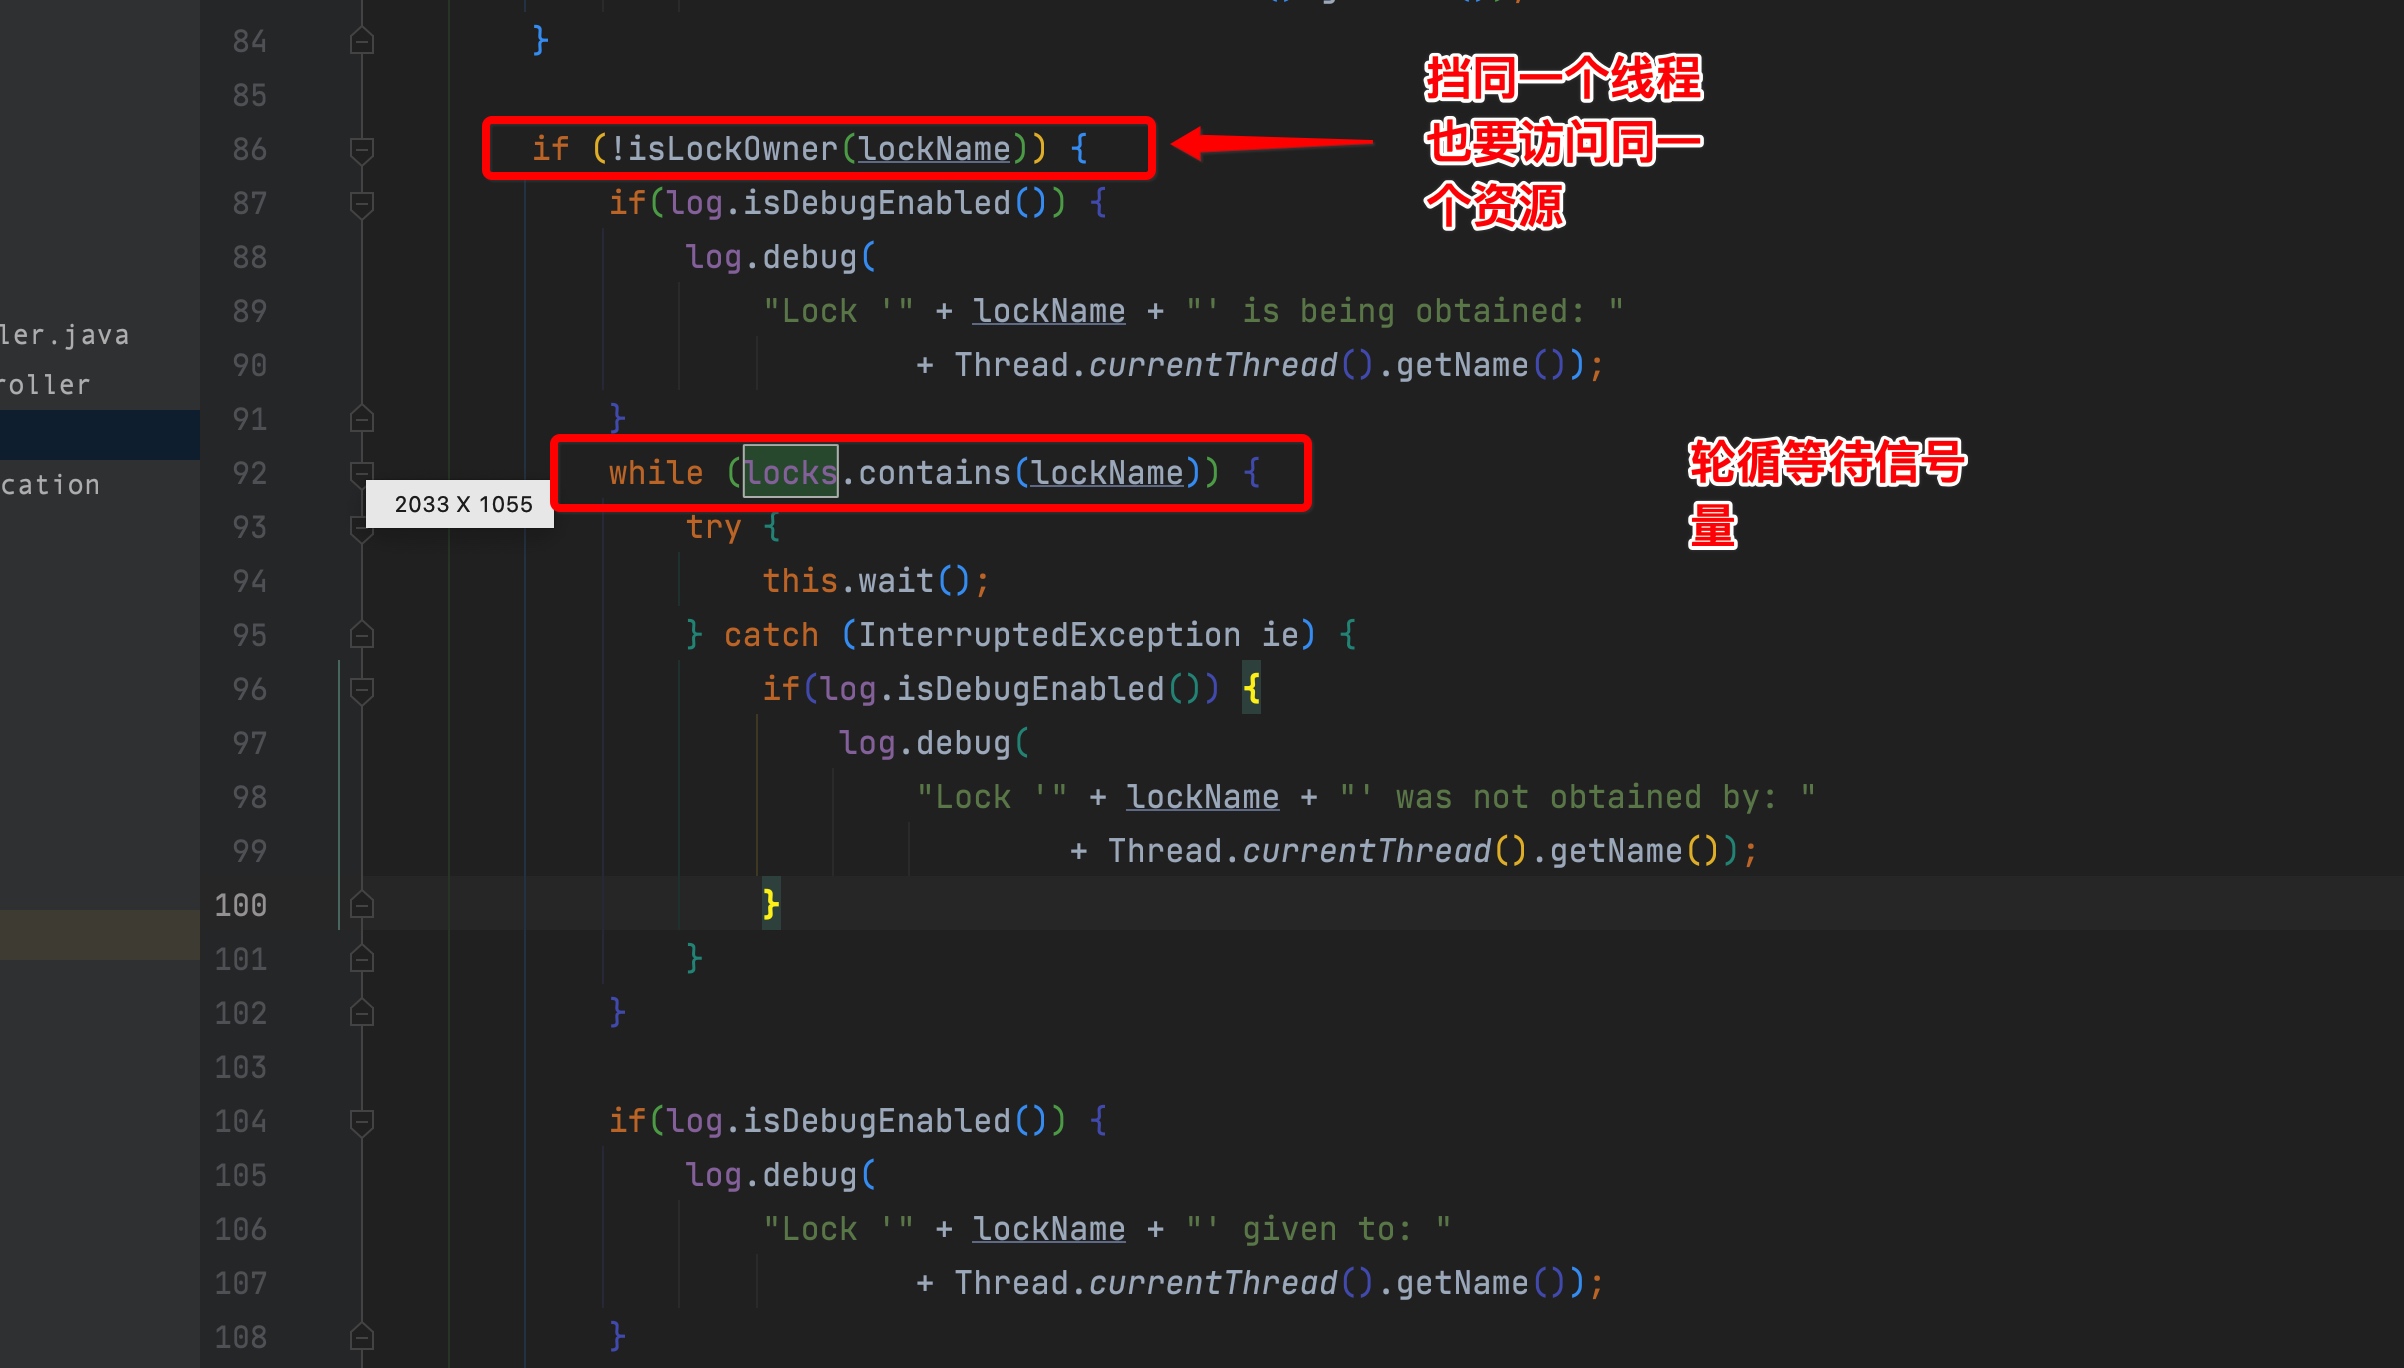 84 }
85
86 if (!isLockOwner(lockName)) {
挡同一个线程
也要访问同一
个资源
87 if(log.isDebugEnabled()) {
88 log.debug(
89 "Lock '" + lockName + "' is being obtained: "
ler.java
90 + Thread.currentThread().getName());
roller
91 }
92 while (locks.contains(lockName)) {
轮循等待信号
量
cation
2033 X 1055
93 try {
94 this.wait();
95 } catch (InterruptedException ie) {
96 if(log.isDebugEnabled()) {
97 log.debug(
98 "Lock '" + lockName + "' was not obtained by: "
99 + Thread.currentThread().getName());
100 }
101 }
102 }
103
104 if(log.isDebugEnabled()) {
105 log.debug(
106 "Lock '" + lockName + "' given to: "
107 + Thread.currentThread().getName());
108 }